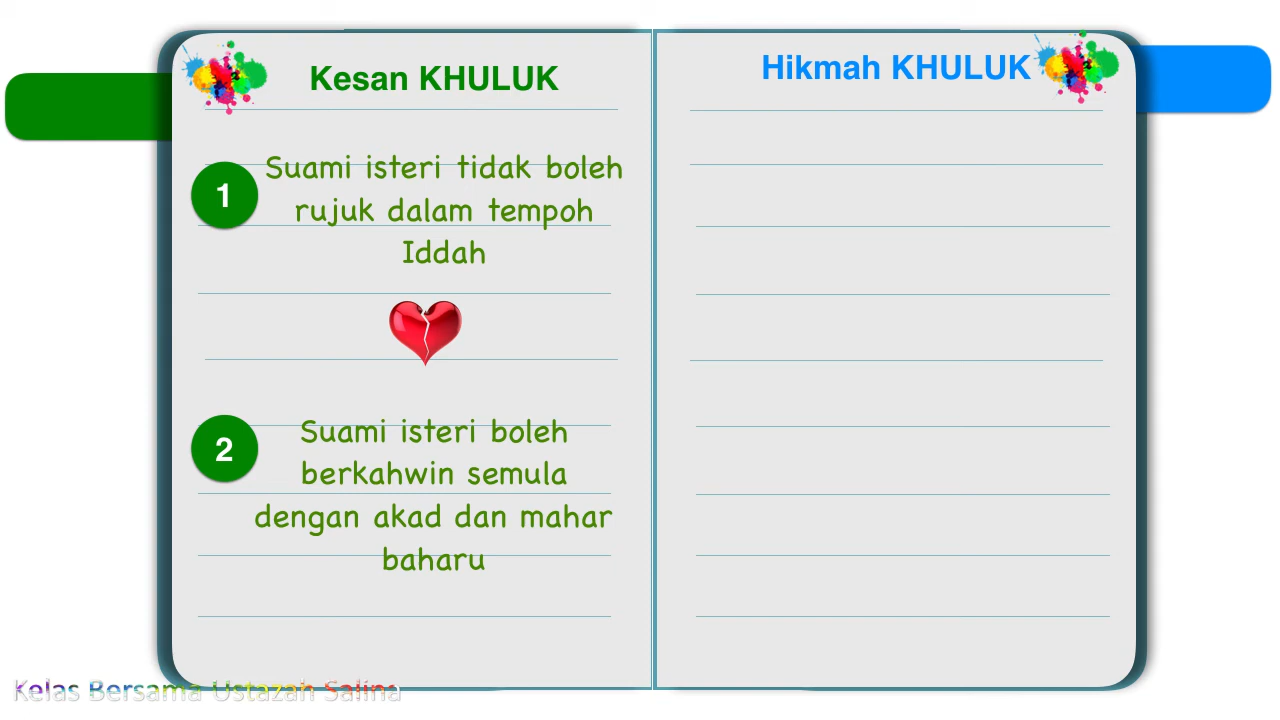 Kesan KHULUK
1
Suami isteri tidak boleh
rujuk dalam tempoh
Iddah
2
Suami isteri boleh
berkahwin semula
dengan akad dan mahar
baharu
Hikmah KHULUK
Kelas Bersama Ustazah Salina